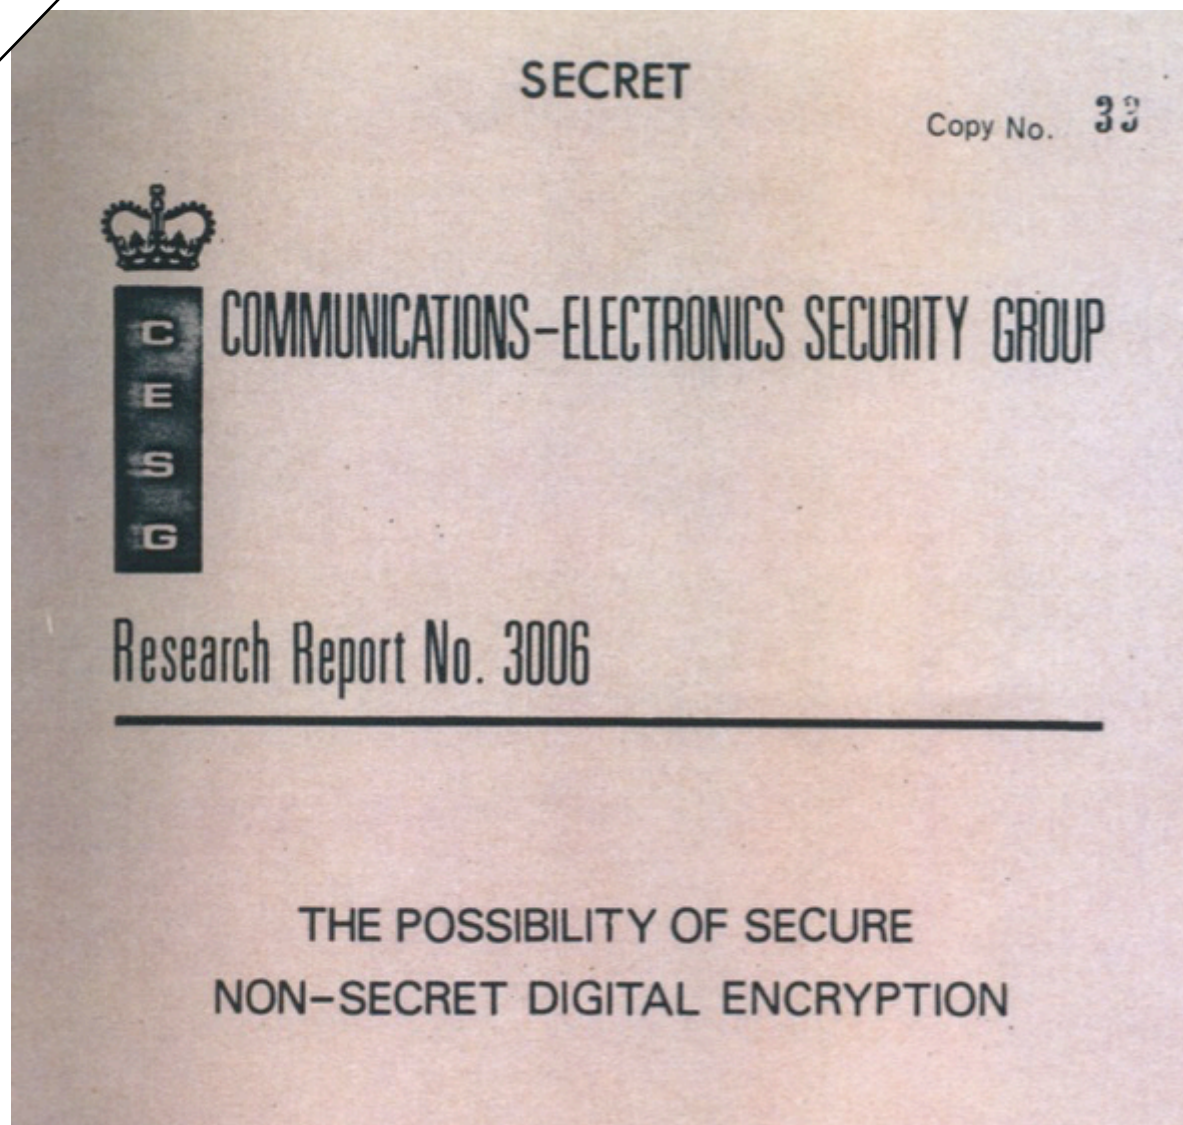 SECRET
Copy No. 33
C
E
S
G
COMMUNICATIONS-ELECTRONICS SECURITY GROUP
Research Report No. 3006
THE POSSIBILITY OF SECURE
NON-SECRET DIGITAL ENCRYPTION